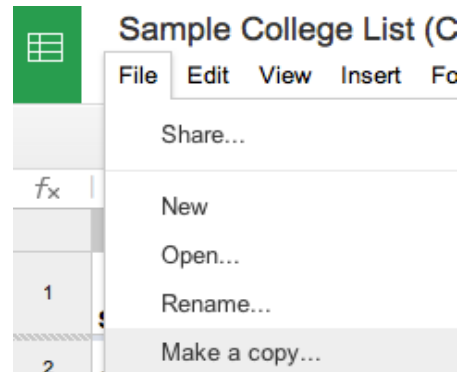 Sample College List (C
File Edit View Insert Fo
Share...
fx
New
Open...
1
Rename...
Make a copy...
2